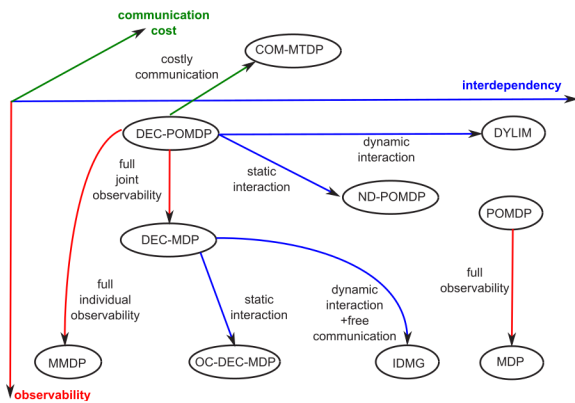 communication
cost
COM-MTDP
costly
communication
interdependency
DEC-POMDP
DYLIM
dynamic
interaction
full
joint
observability
static
interaction
ND-POMDP
POMDP
DEC-MDP
full
observability
full
individual
observability
static
interaction
dynamic
interaction
+free
communication
MMDP
OC-DEC-MDP
IDMG
MDP
observability